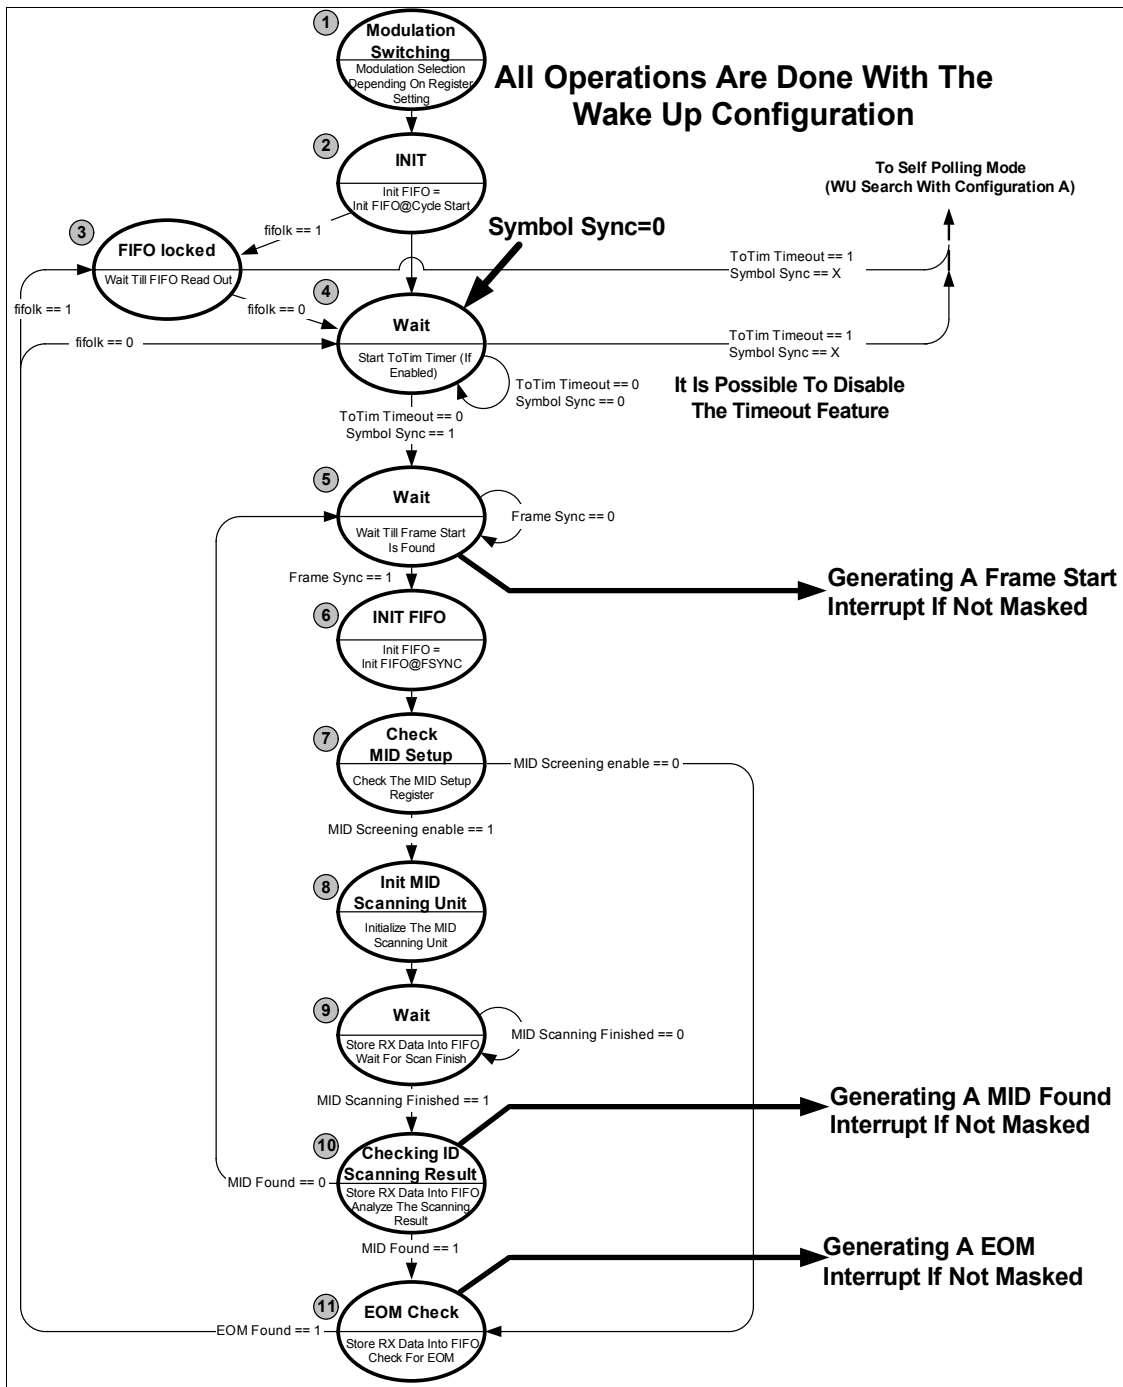 1
Modulation
Switching
Modulation Selection
Depending On Register
Setting
All Operations Are Done With The
Wake Up Configuration
2
INIT
Init FIFO =
Init FIFO@Cycle Start
To Self Polling Mode
(WU Search With Configuration A)
3
FIFO locked
Wait Till FIFO Read Out
fifolk == 1
Symbol Sync=0
ToTim Timeout == 1
Symbol Sync == X
fifolk == 1
fifolk == 0
4
Wait
Start ToTim Timer (If
Enabled)
fifolk == 0
ToTim Timeout == 1
Symbol Sync == X
ToTim Timeout == 0
Symbol Sync == 0
It Is Possible To Disable
The Timeout Feature
ToTim Timeout == 0
Symbol Sync == 1
5
Wait
Wait Till Frame Start
Is Found
Frame Sync == 0
Frame Sync == 1
Generating A Frame Start
Interrupt If Not Masked
6
INIT FIFO
Init FIFO =
Init FIFO@FSYNC
7
Check
MID Setup
Check The MID Setup
Register
MID Screening enable == 0
MID Screening enable == 1
8
Init MID
Scanning Unit
Initialize The MID
Scanning Unit
9
Wait
Store RX Data Into FIFO
Wait For Scan Finish
MID Scanning Finished == 0
MID Scanning Finished == 1
Generating A MID Found
Interrupt If Not Masked
10
Checking ID
Scanning Result
Store RX Data Into FIFO
Analyze The Scanning
Result
MID Found == 0
MID Found == 1
Generating A EOM
Interrupt If Not Masked
11
EOM Check
Store RX Data Into FIFO
Check For EOM
EOM Found == 1